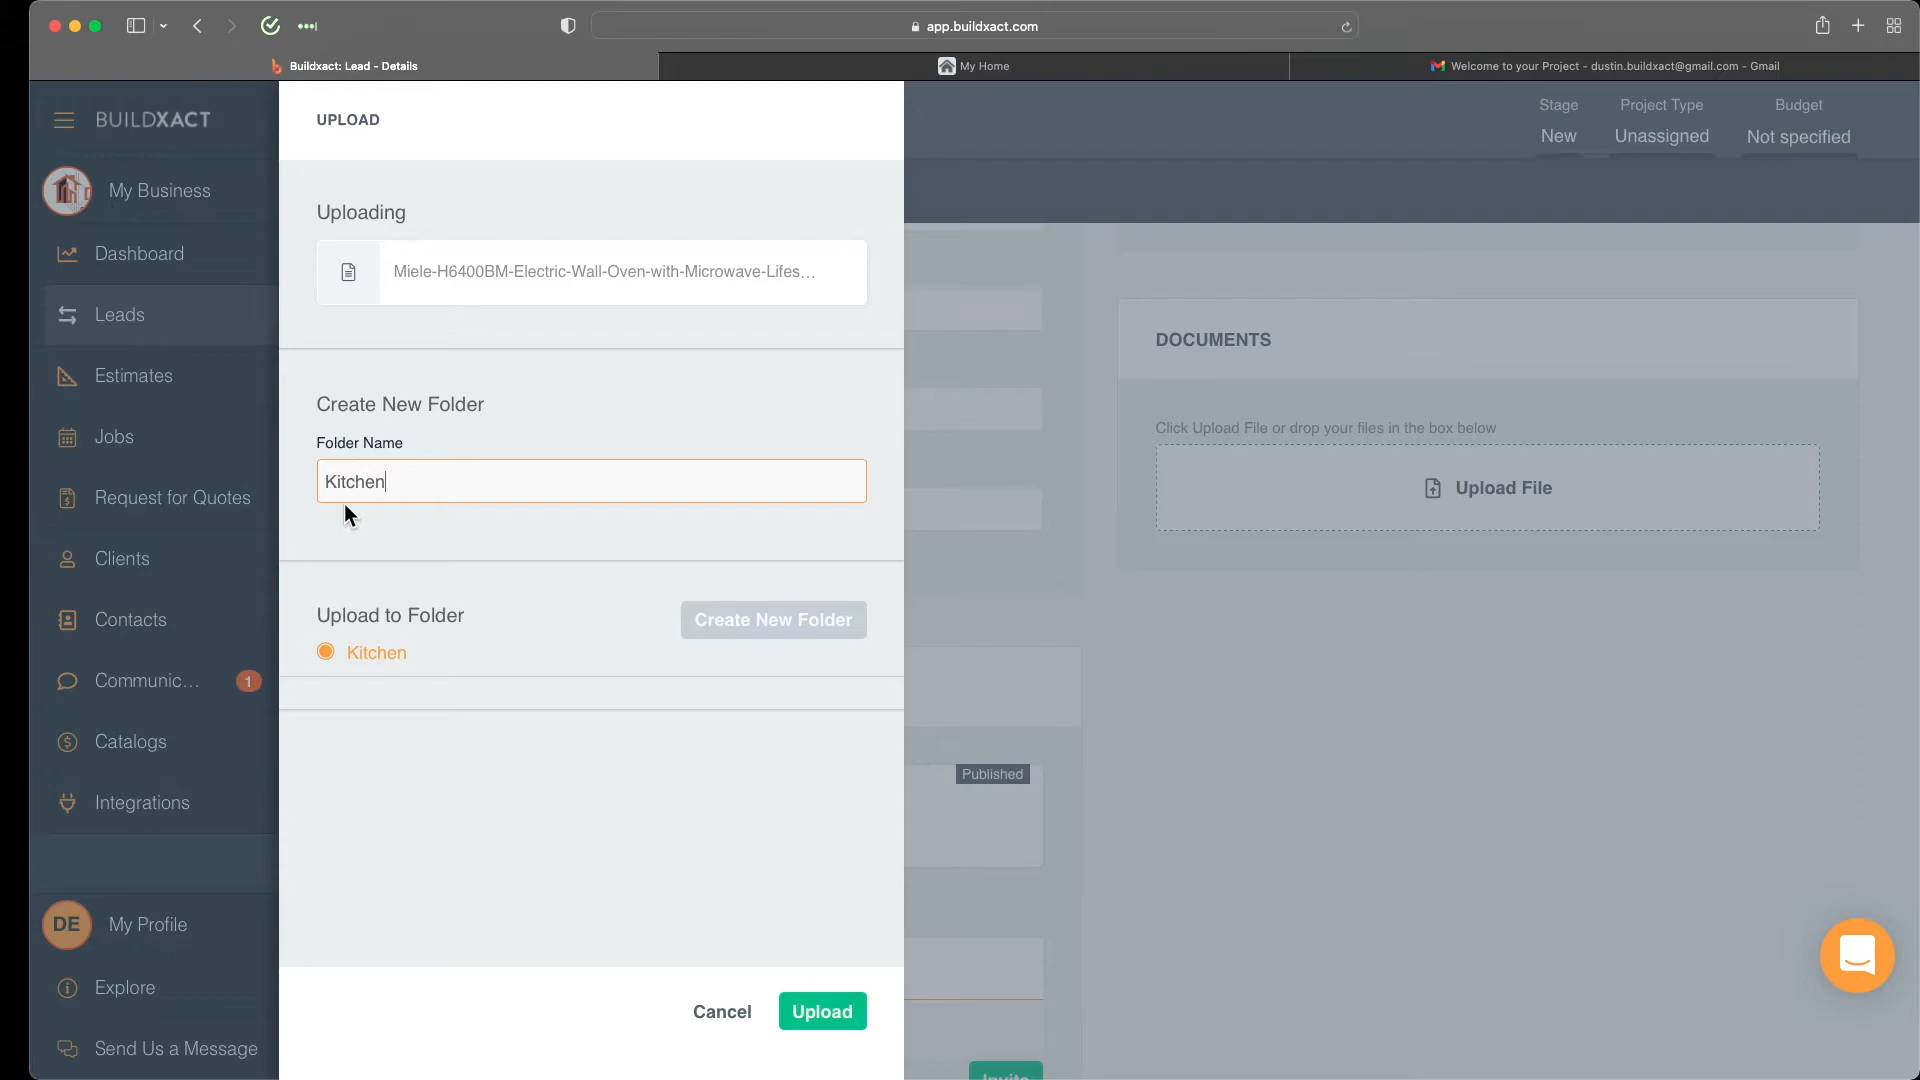 app.buildxact.com
Buildxact: Lead - Details
My Home
Welcome to your Project - dustin.buildxact@gmail.com - Gmail
BUILDXACT
My Business
Dashboard
Leads
Estimates
Jobs
Request for Quotes
Clients
Contacts
Communic...
1
Catalogs
Integrations
DE
My Profile
Explore
Send Us a Message
UPLOAD
Uploading
Miele-H6400BM-Electric-Wall-Oven-with-Microwave-Lifes...
Create New Folder
Folder Name
Kitchen
Upload to Folder
Create New Folder
Kitchen
Cancel
Upload
Stage
New
Project Type
Unassigned
Budget
Not specified
DOCUMENTS
Click Upload File or drop your files in the box below
Upload File
Published
Invite